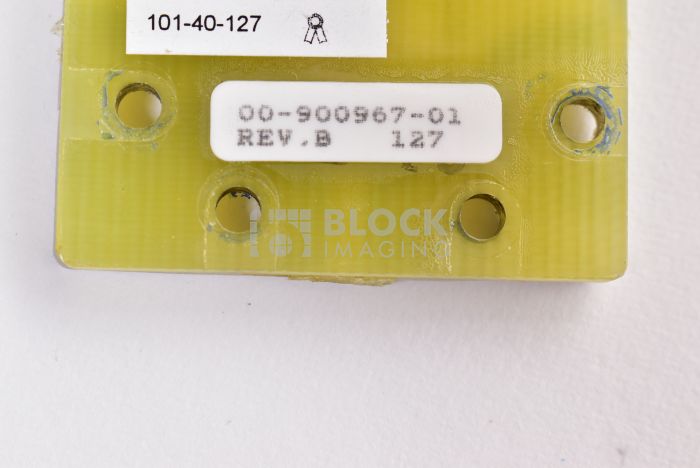 101-40-127
00-900967-01
REV.B 127
BLOCK
IMAGING